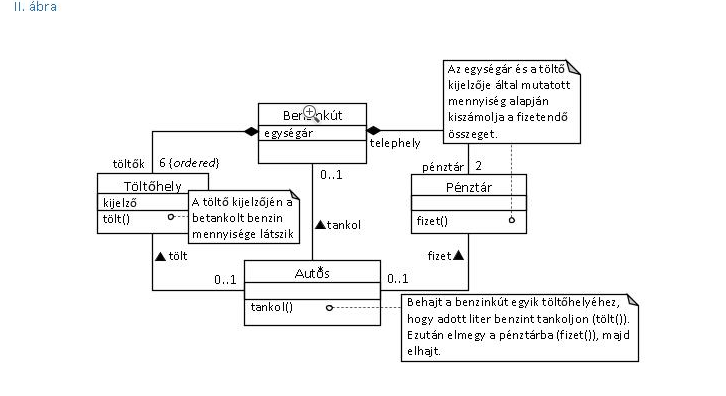 II. ábra
Az egységár és a töltő
kijelzője által mutatott
mennyiség alapján
kiszámolja a fizetendő
összeget.
Benzinkút
egységár
telephely
töltők
6 {ordered}
0..1
pénztár
2
Töltőhely
kijelző
tölt()
A töltő kijelzőjén a
betankolt benzin
mennyisége látszik
Pénztár
fizet()
▲tankol
▲ tölt
fizet▲
0..1
*
0..1
Autós
tankol()
Behajt a benzinkút egyik töltőhelyéhez,
hogy adott liter benzint tankoljon (tölt()).
Ezután elmegy a pénztárba (fizet()), majd
elhajt.